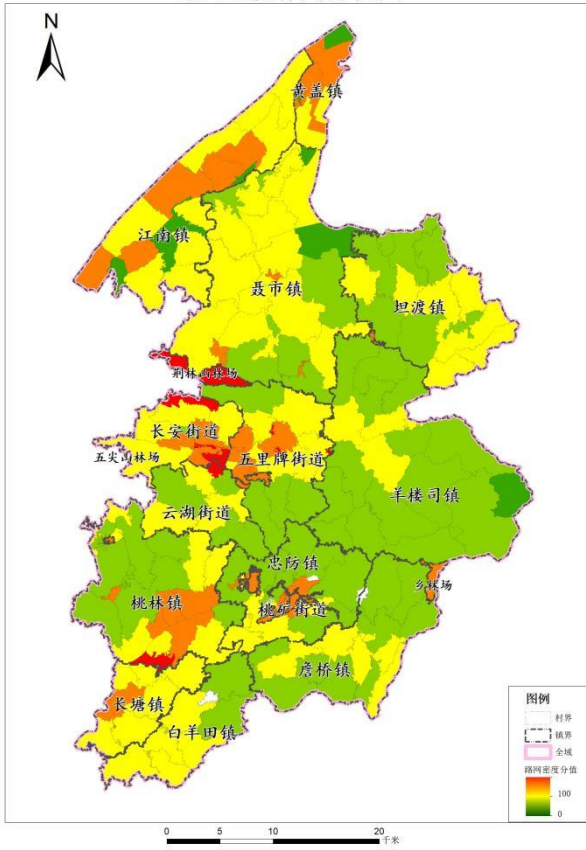 N
黄盖镇
江南镇
聂市镇
坦渡镇
荆林山林场
长安街道
五尖山林场
五里牌街道
羊楼司镇
云湖街道
忠防镇
乡林场
桃林镇
桃矿街道
詹桥镇
长塘镇
白羊田镇
图例
村界
镇界
全域
路网密度分值
100
0
0 5 10 20
千米